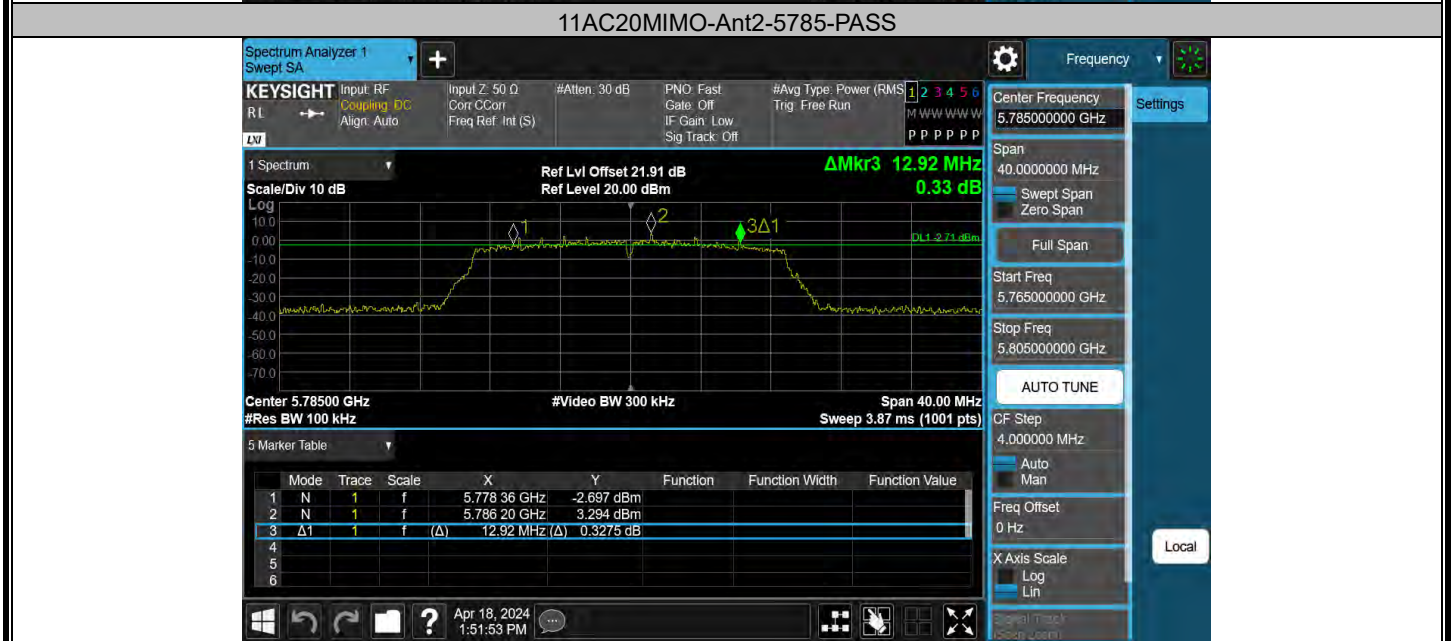 11AC20MIMO-Ant2-5785-PASS
Spectrum Analyzer 1
Swept SA
Frequency
KEYSIGHT
RL
LXI
Input: RF
Coupling: DC
Align: Auto
Input Z: 50 Ω
Corr CCorr
Freq Ref: Int (S)
#Atten: 30 dB
PNO: Fast
Gate: Off
IF Gain: Low
Sig Track: Off
#Avg Type: Power (RMS
Trig: Free Run
1 2 3 4 5 6
M W W W W W
P P P P P P
1 Spectrum
Scale/Div 10 dB
Ref Lvl Offset 21.91 dB
Ref Level 20.00 dBm
ΔMkr3 12.92 MHz
0.33 dB
Log
10.0
0.00
-10.0
-20.0
-30.0
-40.0
-50.0
-60.0
-70.0
1
2
3Δ1
DL1 -2.71 dBm
Center 5.78500 GHz
#Video BW 300 kHz
Span 40.00 MHz
#Res BW 100 kHz
Sweep 3.87 ms (1001 pts)
5 Marker Table
Mode Trace Scale X Y Function Function Width Function Value
1 N 1 f 5.778 36 GHz -2.697 dBm
2 N 1 f 5.786 20 GHz 3.294 dBm
3 Δ1 1 f (Δ) 12.92 MHz (Δ) 0.3275 dB
4
5
6
Apr 18, 2024
1:51:53 PM
Center Frequency
5.785000000 GHz
Settings
Span
40.0000000 MHz
Swept Span
Zero Span
Full Span
Start Freq
5.765000000 GHz
Stop Freq
5.805000000 GHz
AUTO TUNE
CF Step
4.000000 MHz
Auto
Man
Freq Offset
0 Hz
X Axis Scale
Log
Lin
Signal Track
(Span Zoom)
Local